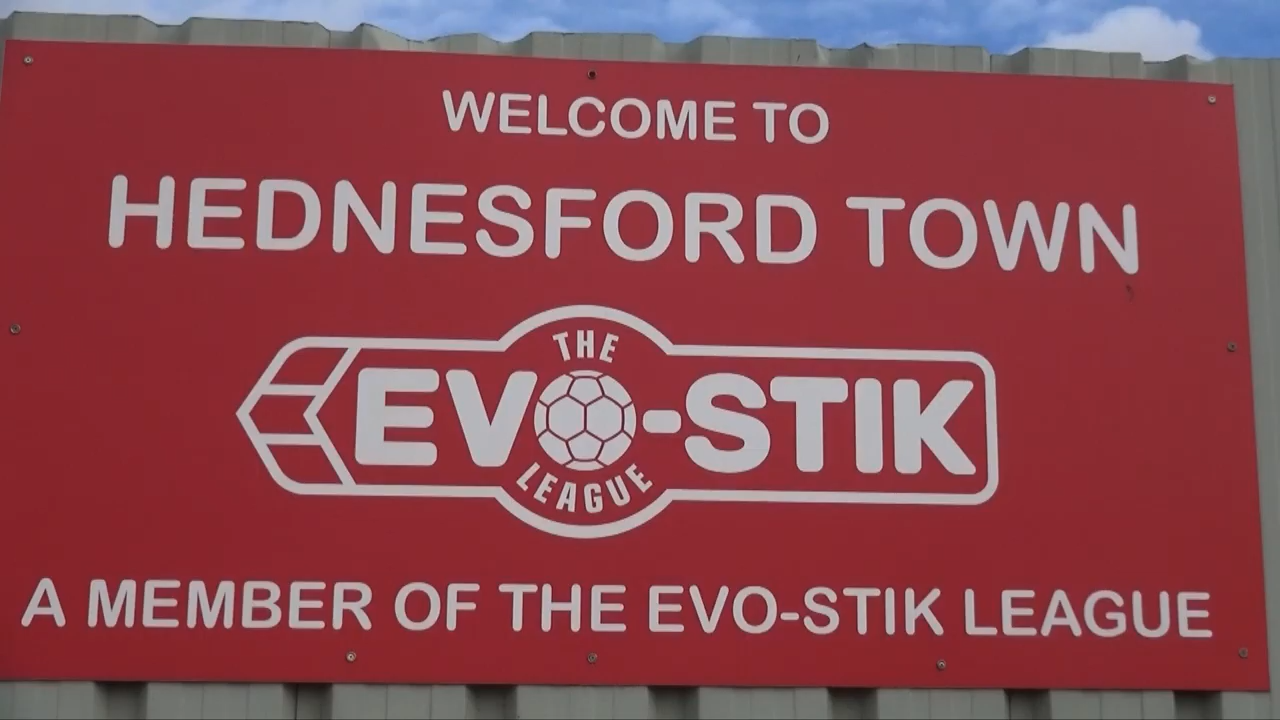 WELCOME TO
HEDNESFORD TOWN
THE
EVO-STIK
LEAGUE
A MEMBER OF THE EVO-STIK LEAGUE